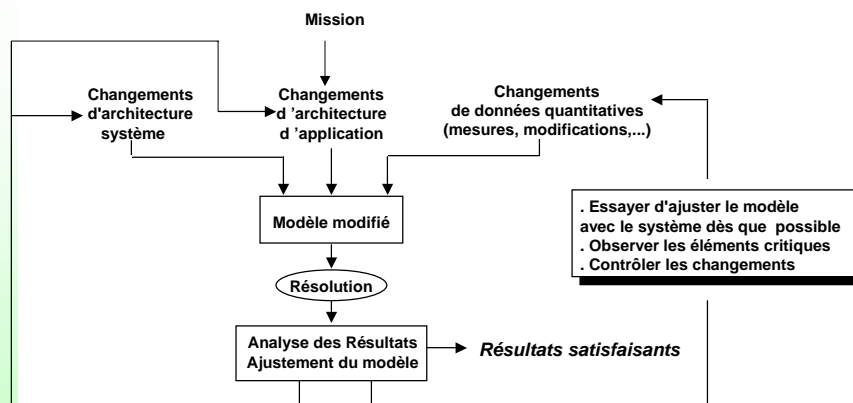 Mission
Changements
d'architecture
système
Changements
d ’architecture
d ’application
Changements
de données quantitatives
(mesures, modifications,...)
Modèle modifié
. Essayer d'ajuster le modèle
avec le système dès que possible
. Observer les éléments critiques
. Contrôler les changements
Résolution
Analyse des Résultats
Ajustement du modèle
Résultats satisfaisants